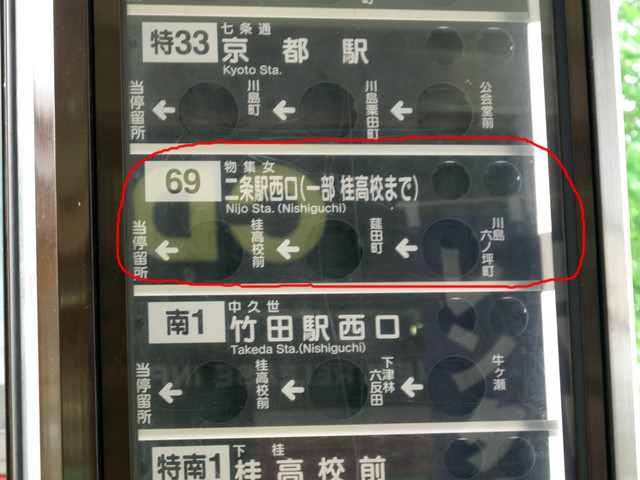 七条通
特33 京都駅
Kyoto Sta.
当停留所 川島町 川島粟田町 公会堂前
物集女
69 二条駅西口(一部 桂高校まで)
Nijo Sta. (Nishiguchi)
当停留所 桂高校前 莚田町 川島六ノ坪町
中久世
南1 竹田駅西口
Takeda Sta.(Nishiguchi)
当停留所 桂高校前 下津林六反田 牛ケ瀬
下桂
特南1 桂高校前